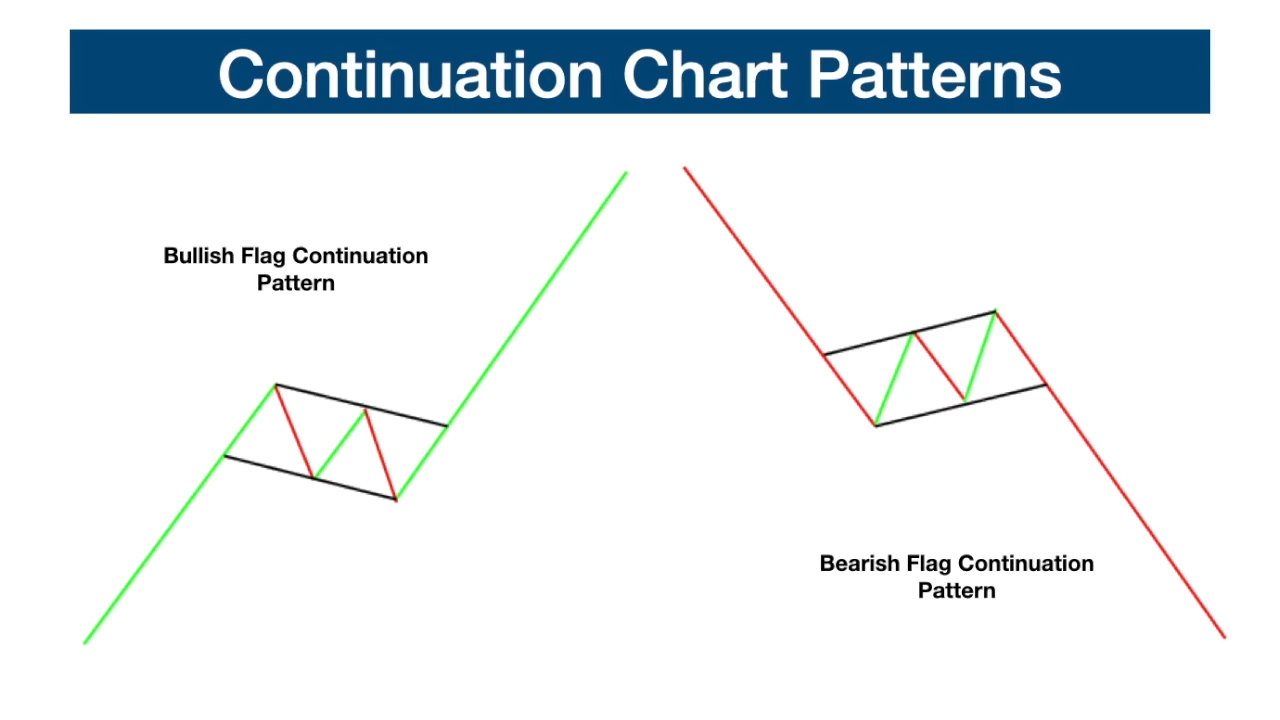 Continuation Chart Patterns
Bullish Flag Continuation
Pattern
Bearish Flag Continuation
Pattern